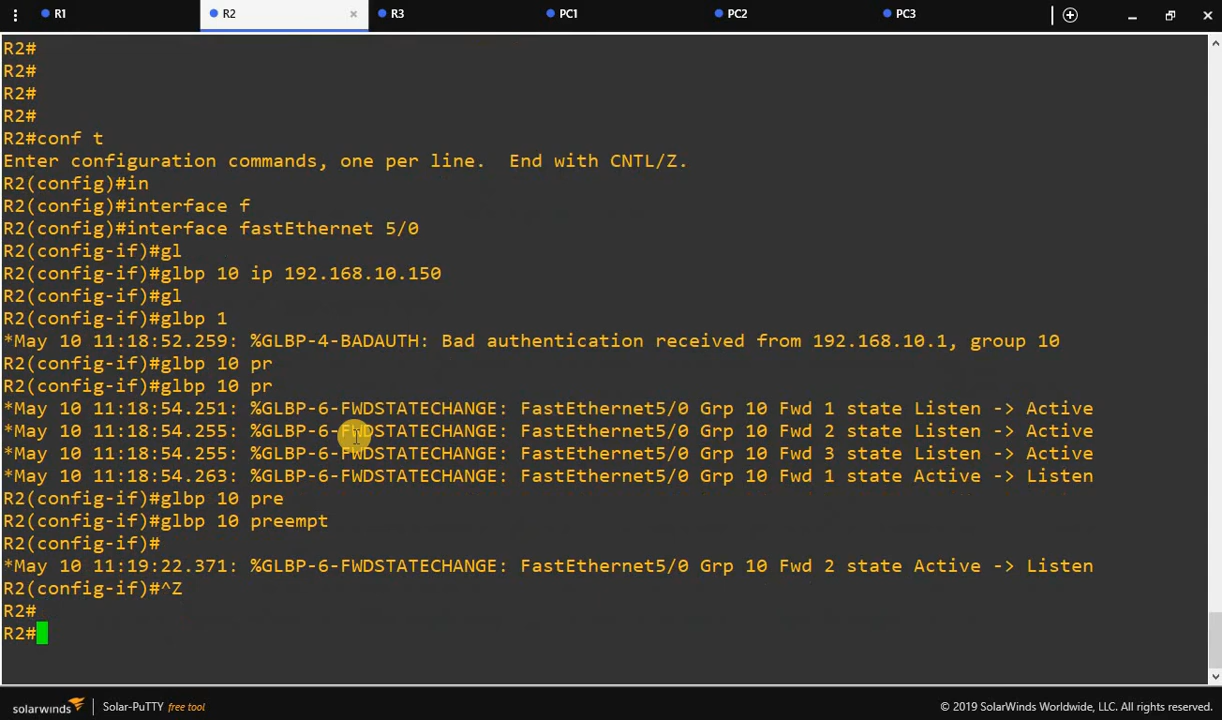 R1 R2 × R3 PC1 PC2 PC3
R2#
R2#
R2#
R2#
R2#conf t
Enter configuration commands, one per line.  End with CNTL/Z.
R2(config)#in
R2(config)#interface f
R2(config)#interface fastEthernet 5/0
R2(config-if)#gl
R2(config-if)#glbp 10 ip 192.168.10.150
R2(config-if)#gl
R2(config-if)#glbp 1
*May 10 11:18:52.259: %GLBP-4-BADAUTH: Bad authentication received from 192.168.10.1, group 10
R2(config-if)#glbp 10 pr
R2(config-if)#glbp 10 pr
*May 10 11:18:54.251: %GLBP-6-FWDSTATECHANGE: FastEthernet5/0 Grp 10 Fwd 1 state Listen -> Active
*May 10 11:18:54.255: %GLBP-6-FWDSTATECHANGE: FastEthernet5/0 Grp 10 Fwd 2 state Listen -> Active
*May 10 11:18:54.255: %GLBP-6-FWDSTATECHANGE: FastEthernet5/0 Grp 10 Fwd 3 state Listen -> Active
*May 10 11:18:54.263: %GLBP-6-FWDSTATECHANGE: FastEthernet5/0 Grp 10 Fwd 1 state Active -> Listen
R2(config-if)#glbp 10 pre
R2(config-if)#glbp 10 preempt
R2(config-if)#
*May 10 11:19:22.371: %GLBP-6-FWDSTATECHANGE: FastEthernet5/0 Grp 10 Fwd 2 state Active -> Listen
R2(config-if)#^Z
R2#
R2#
solarwinds | Solar-PuTTY free tool © 2019 SolarWinds Worldwide, LLC. All rights reserved.